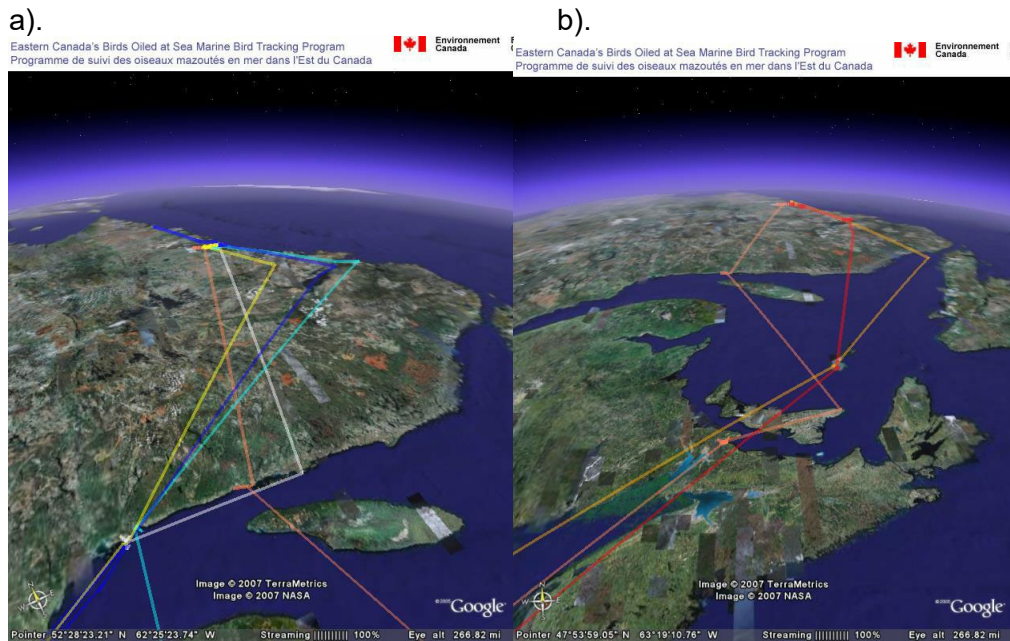 a).
Eastern Canada's Birds Oiled at Sea Marine Bird Tracking Program
Programme de suivi des oiseaux mazoutés en mer dans l'Est du Canada
Environnement
Canada
Image © 2007 TerraMetrics
Image © 2007 NASA
Google
Pointer 52°28'23.21" N 62°25'23.74" W Streaming |||||||||| 100% Eye alt 266.82 mi
b).
Eastern Canada's Birds Oiled at Sea Marine Bird Tracking Program
Programme de suivi des oiseaux mazoutés en mer dans l'Est du Canada
Environnement
Canada
Image © 2007 TerraMetrics
Image © 2007 NASA
Google
Pointer 47°53'59.05" N 63°19'10.76" W Streaming |||||||||| 100% Eye alt 266.82 mi